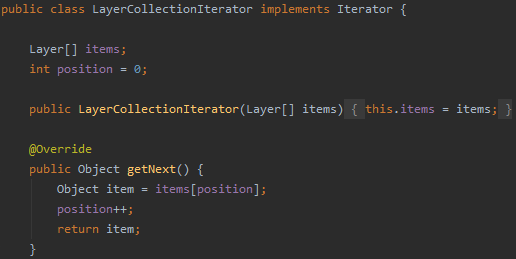 public class LayerCollectionIterator implements Iterator {
Layer[] items;
int position = 0;
public LayerCollectionIterator(Layer[] items) { this.items = items; }
@Override
public Object getNext() {
Object item = items[position];
position++;
return item;
}